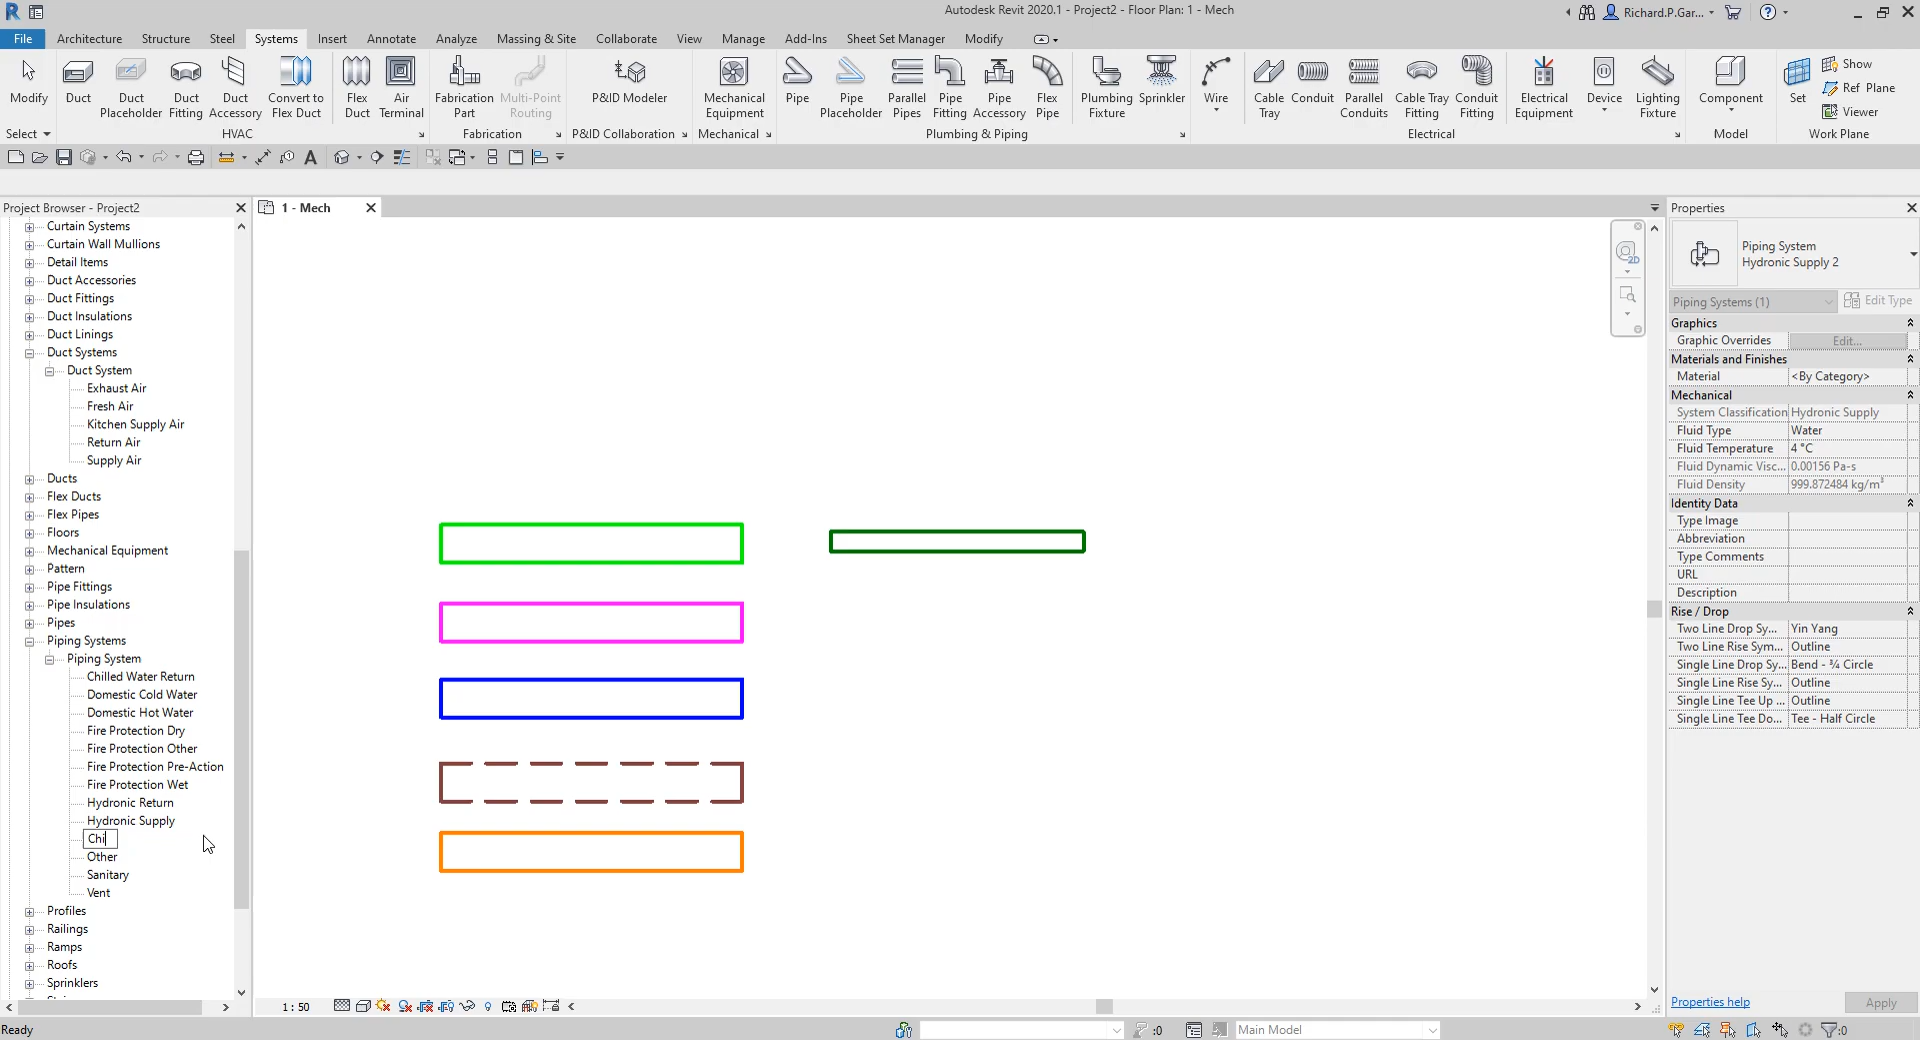 Autodesk Revit 2020.1 - Project2 - Floor Plan: 1 - Mech
Richard.P.Gar...
File Architecture Structure Steel Systems Insert Annotate Analyze Massing & Site Collaborate View Manage Add-Ins Sheet Set Manager Modify
Modify
Duct
Duct Placeholder
Duct Fitting
Duct Accessory
Convert to Flex Duct
Flex Duct
Air Terminal
Fabrication Part
Multi-Point Routing
P&ID Modeler
Mechanical Equipment
Pipe
Pipe Placeholder
Parallel Pipes
Pipe Fitting
Pipe Accessory
Flex Pipe
Plumbing Fixture
Sprinkler
Wire
Cable Tray
Conduit
Parallel Conduits
Cable Tray Fitting
Conduit Fitting
Electrical Equipment
Device
Lighting Fixture
Component
Set
Show
Ref Plane
Viewer
Select HVAC Fabrication P&ID Collaboration Mechanical Plumbing & Piping Electrical Model Work Plane
Project Browser - Project2
Curtain Systems
Curtain Wall Mullions
Detail Items
Duct Accessories
Duct Fittings
Duct Insulations
Duct Linings
Duct Systems
Duct System
Exhaust Air
Fresh Air
Kitchen Supply Air
Return Air
Supply Air
Ducts
Flex Ducts
Flex Pipes
Floors
Mechanical Equipment
Pattern
Pipe Fittings
Pipe Insulations
Pipes
Piping Systems
Piping System
Chilled Water Return
Domestic Cold Water
Domestic Hot Water
Fire Protection Dry
Fire Protection Other
Fire Protection Pre-Action
Fire Protection Wet
Hydronic Return
Hydronic Supply
Chi
Other
Sanitary
Vent
Profiles
Railings
Ramps
Roofs
Sprinklers
1 - Mech
2D
Properties
Piping System
Hydronic Supply 2
Piping Systems (1) Edit Type
Graphics
Graphic Overrides Edit...
Materials and Finishes
Material <By Category>
Mechanical
System Classification Hydronic Supply
Fluid Type Water
Fluid Temperature 4 °C
Fluid Dynamic Visc... 0.00156 Pa-s
Fluid Density 999.872484 kg/m³
Identity Data
Type Image
Abbreviation
Type Comments
URL
Description
Rise / Drop
Two Line Drop Sy... Yin Yang
Two Line Rise Sym... Outline
Single Line Drop Sy... Bend - ¾ Circle
Single Line Rise Sy... Outline
Single Line Tee Up ... Outline
Single Line Tee Do... Tee - Half Circle
Properties help Apply
1 : 50
Ready
:0
Main Model
:0